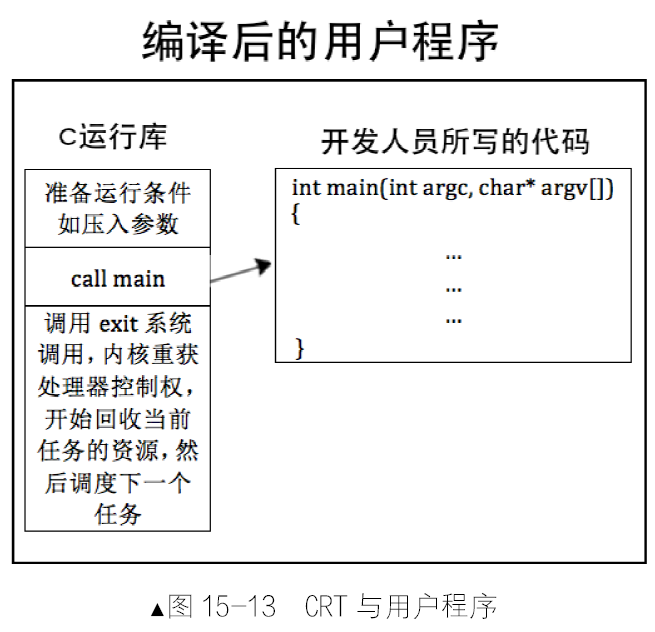 编译后的用户程序
C运行库
准备运行条件
如压入参数
call main
调用 exit 系统
调用，内核重获
处理器控制权，
开始回收当前
任务的资源，然
后调度下一个
任务
开发人员所写的代码
int main(int argc, char* argv[])
{
...
...
...
}
▲图 15-13 CRT 与用户程序